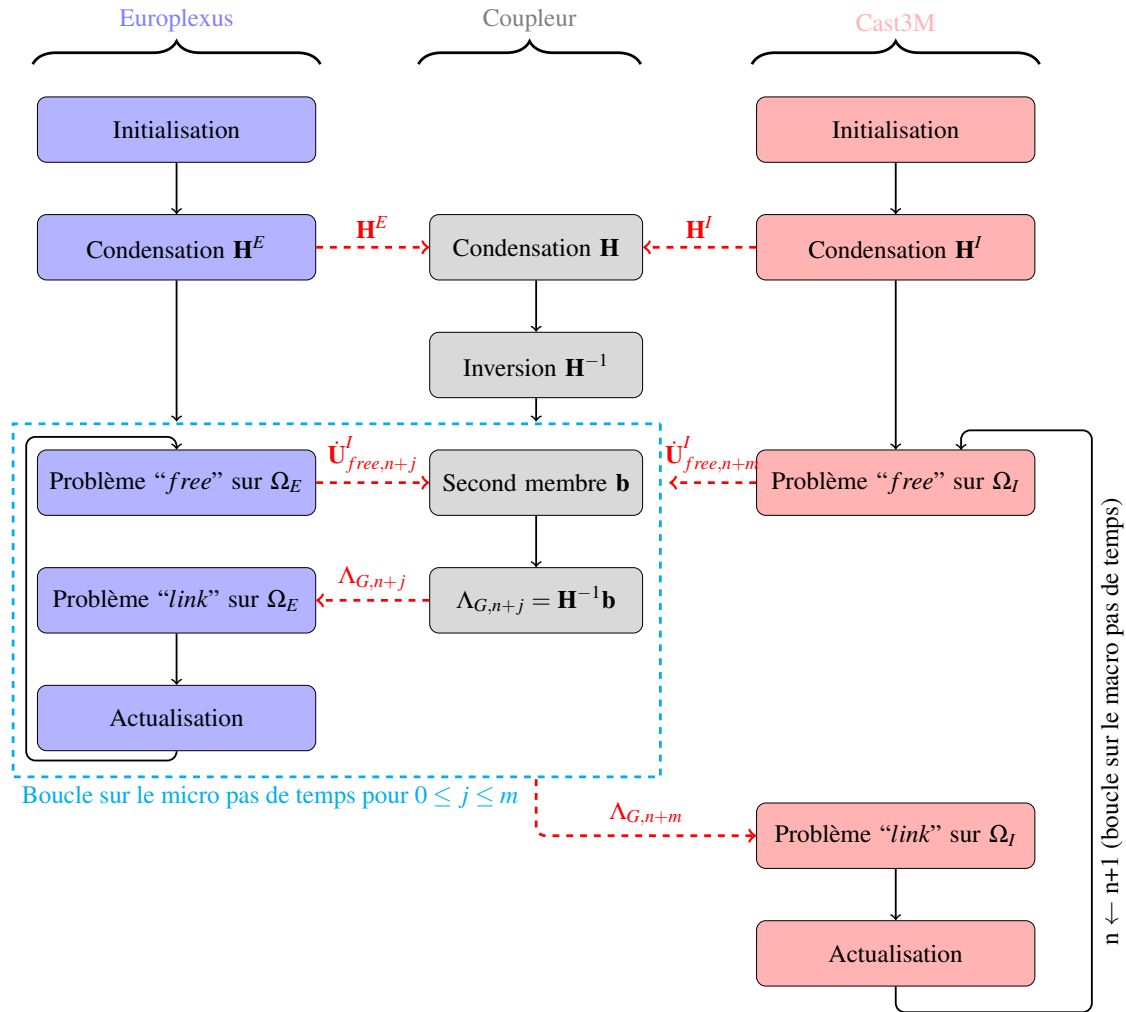 Europlexus
Coupleur
Cast3M
Initialisation
Initialisation
Condensation H^E
H^E
Condensation H
H^I
Condensation H^I
Inversion H^{−1}
Problème “free” sur Ω_E
U̇^I_{free,n+j}
Second membre b
U̇^I_{free,n+m}
Problème “free” sur Ω_I
Problème “link” sur Ω_E
Λ_{G,n+j}
Λ_{G,n+j} = H^{−1}b
Actualisation
Boucle sur le micro pas de temps pour 0 ≤ j ≤ m
Λ_{G,n+m}
Problème “link” sur Ω_I
Actualisation
n ← n+1 (boucle sur le macro pas de temps)